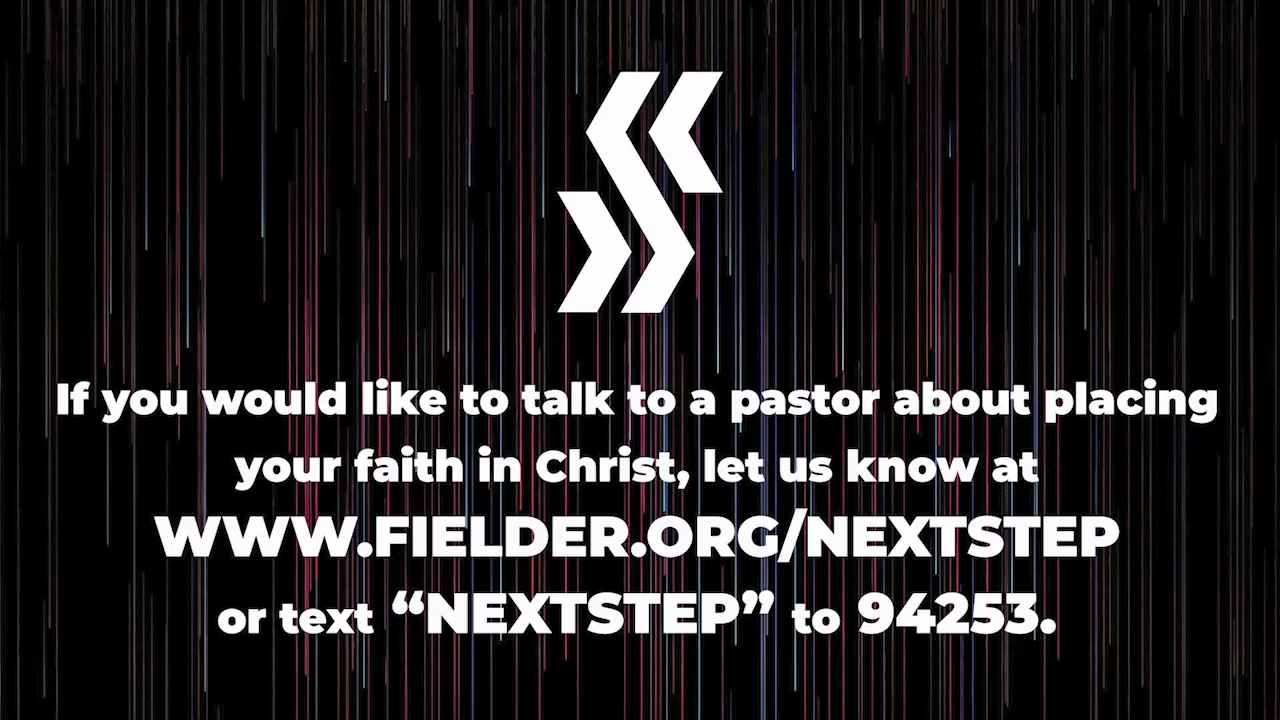 If you would like to talk to a pastor about placing
your faith in Christ, let us know at
WWW.FIELDER.ORG/NEXTSTEP
or text “NEXTSTEP” to 94253.